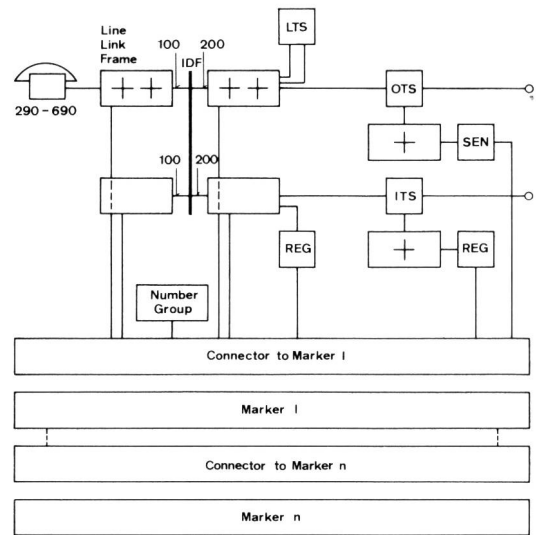 Line
Link
Frame
100
200
IDF
LTS
OTS
290-690
SEN
100
200
ITS
REG
REG
Number
Group
Connector to Marker I
Marker I
Connector to Marker n
Marker n